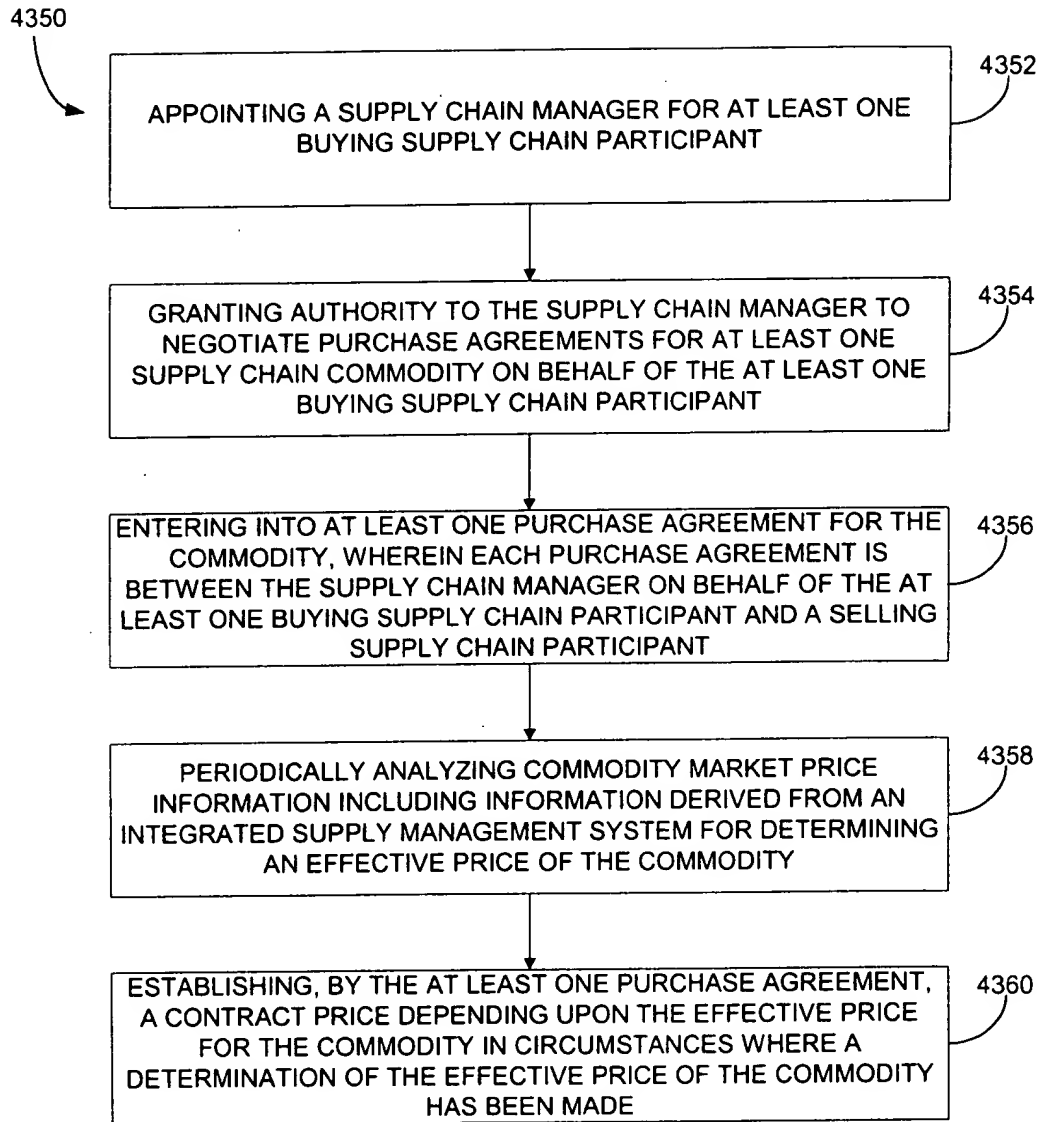 4350
4352
APPOINTING A SUPPLY CHAIN MANAGER FOR AT LEAST ONE
BUYING SUPPLY CHAIN PARTICIPANT
4354
GRANTING AUTHORITY TO THE SUPPLY CHAIN MANAGER TO
NEGOTIATE PURCHASE AGREEMENTS FOR AT LEAST ONE
SUPPLY CHAIN COMMODITY ON BEHALF OF THE AT LEAST ONE
BUYING SUPPLY CHAIN PARTICIPANT
4356
ENTERING INTO AT LEAST ONE PURCHASE AGREEMENT FOR THE
COMMODITY, WHEREIN EACH PURCHASE AGREEMENT IS
BETWEEN THE SUPPLY CHAIN MANAGER ON BEHALF OF THE AT
LEAST ONE BUYING SUPPLY CHAIN PARTICIPANT AND A SELLING
SUPPLY CHAIN PARTICIPANT
4358
PERIODICALLY ANALYZING COMMODITY MARKET PRICE
INFORMATION INCLUDING INFORMATION DERIVED FROM AN
INTEGRATED SUPPLY MANAGEMENT SYSTEM FOR DETERMINING
AN EFFECTIVE PRICE OF THE COMMODITY
4360
ESTABLISHING, BY THE AT LEAST ONE PURCHASE AGREEMENT,
A CONTRACT PRICE DEPENDING UPON THE EFFECTIVE PRICE
FOR THE COMMODITY IN CIRCUMSTANCES WHERE A
DETERMINATION OF THE EFFECTIVE PRICE OF THE COMMODITY
HAS BEEN MADE